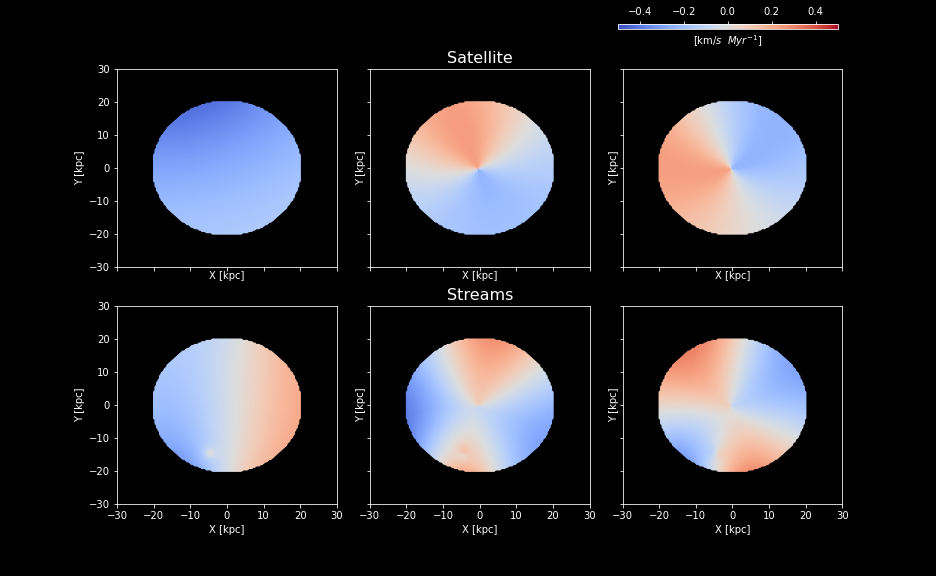 −0.4 −0.2 0.0 0.2 0.4
[km/s Myr⁻¹]
Satellite
30
20
10
0
−10
−20
−30
Y [kpc]
Y [kpc]
Y [kpc]
X [kpc]
X [kpc]
X [kpc]
Streams
30
20
10
0
−10
−20
−30
Y [kpc]
Y [kpc]
Y [kpc]
−30 −20 −10 0 10 20 30
−30 −20 −10 0 10 20 30
−30 −20 −10 0 10 20 30
X [kpc]
X [kpc]
X [kpc]